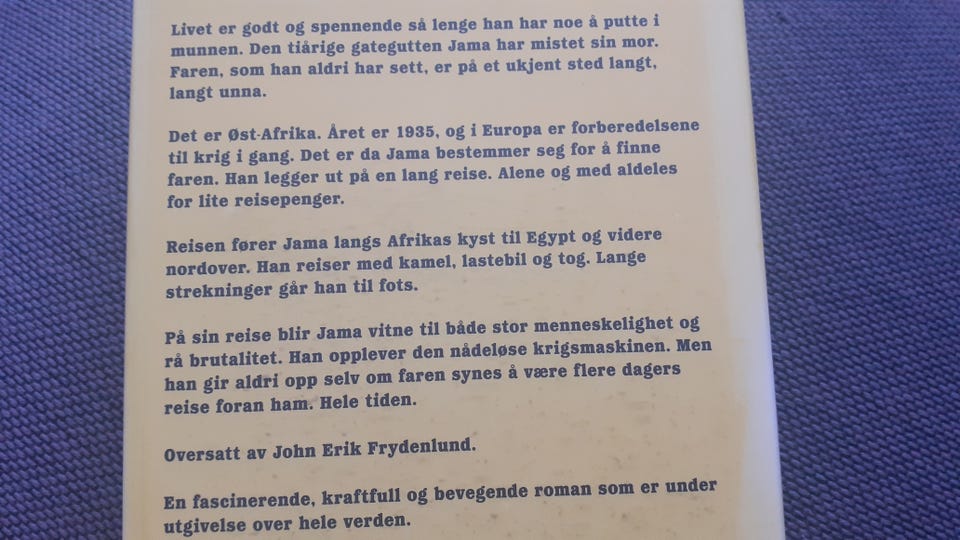 Livet er godt og spennende så lenge han har noe å putte i
munnen. Den tiårige gategutten Jama har mistet sin mor.
Faren, som han aldri har sett, er på et ukjent sted langt,
langt unna.
Det er Øst-Afrika. Året er 1935, og i Europa er forberedelsene
til krig i gang. Det er da Jama bestemmer seg for å finne
faren. Han legger ut på en lang reise. Alene og med aldeles
for lite reisepenger.
Reisen fører Jama langs Afrikas kyst til Egypt og videre
nordover. Han reiser med kamel, lastebil og tog. Lange
strekninger går han til fots.
På sin reise blir Jama vitne til både stor menneskelighet og
rå brutalitet. Han opplever den nådeløse krigsmaskinen. Men
han gir aldri opp selv om faren synes å være flere dagers
reise foran ham. Hele tiden.
Oversatt av John Erik Frydenlund.
En fascinerende, kraftfull og bevegende roman som er under
utgivelse over hele verden.